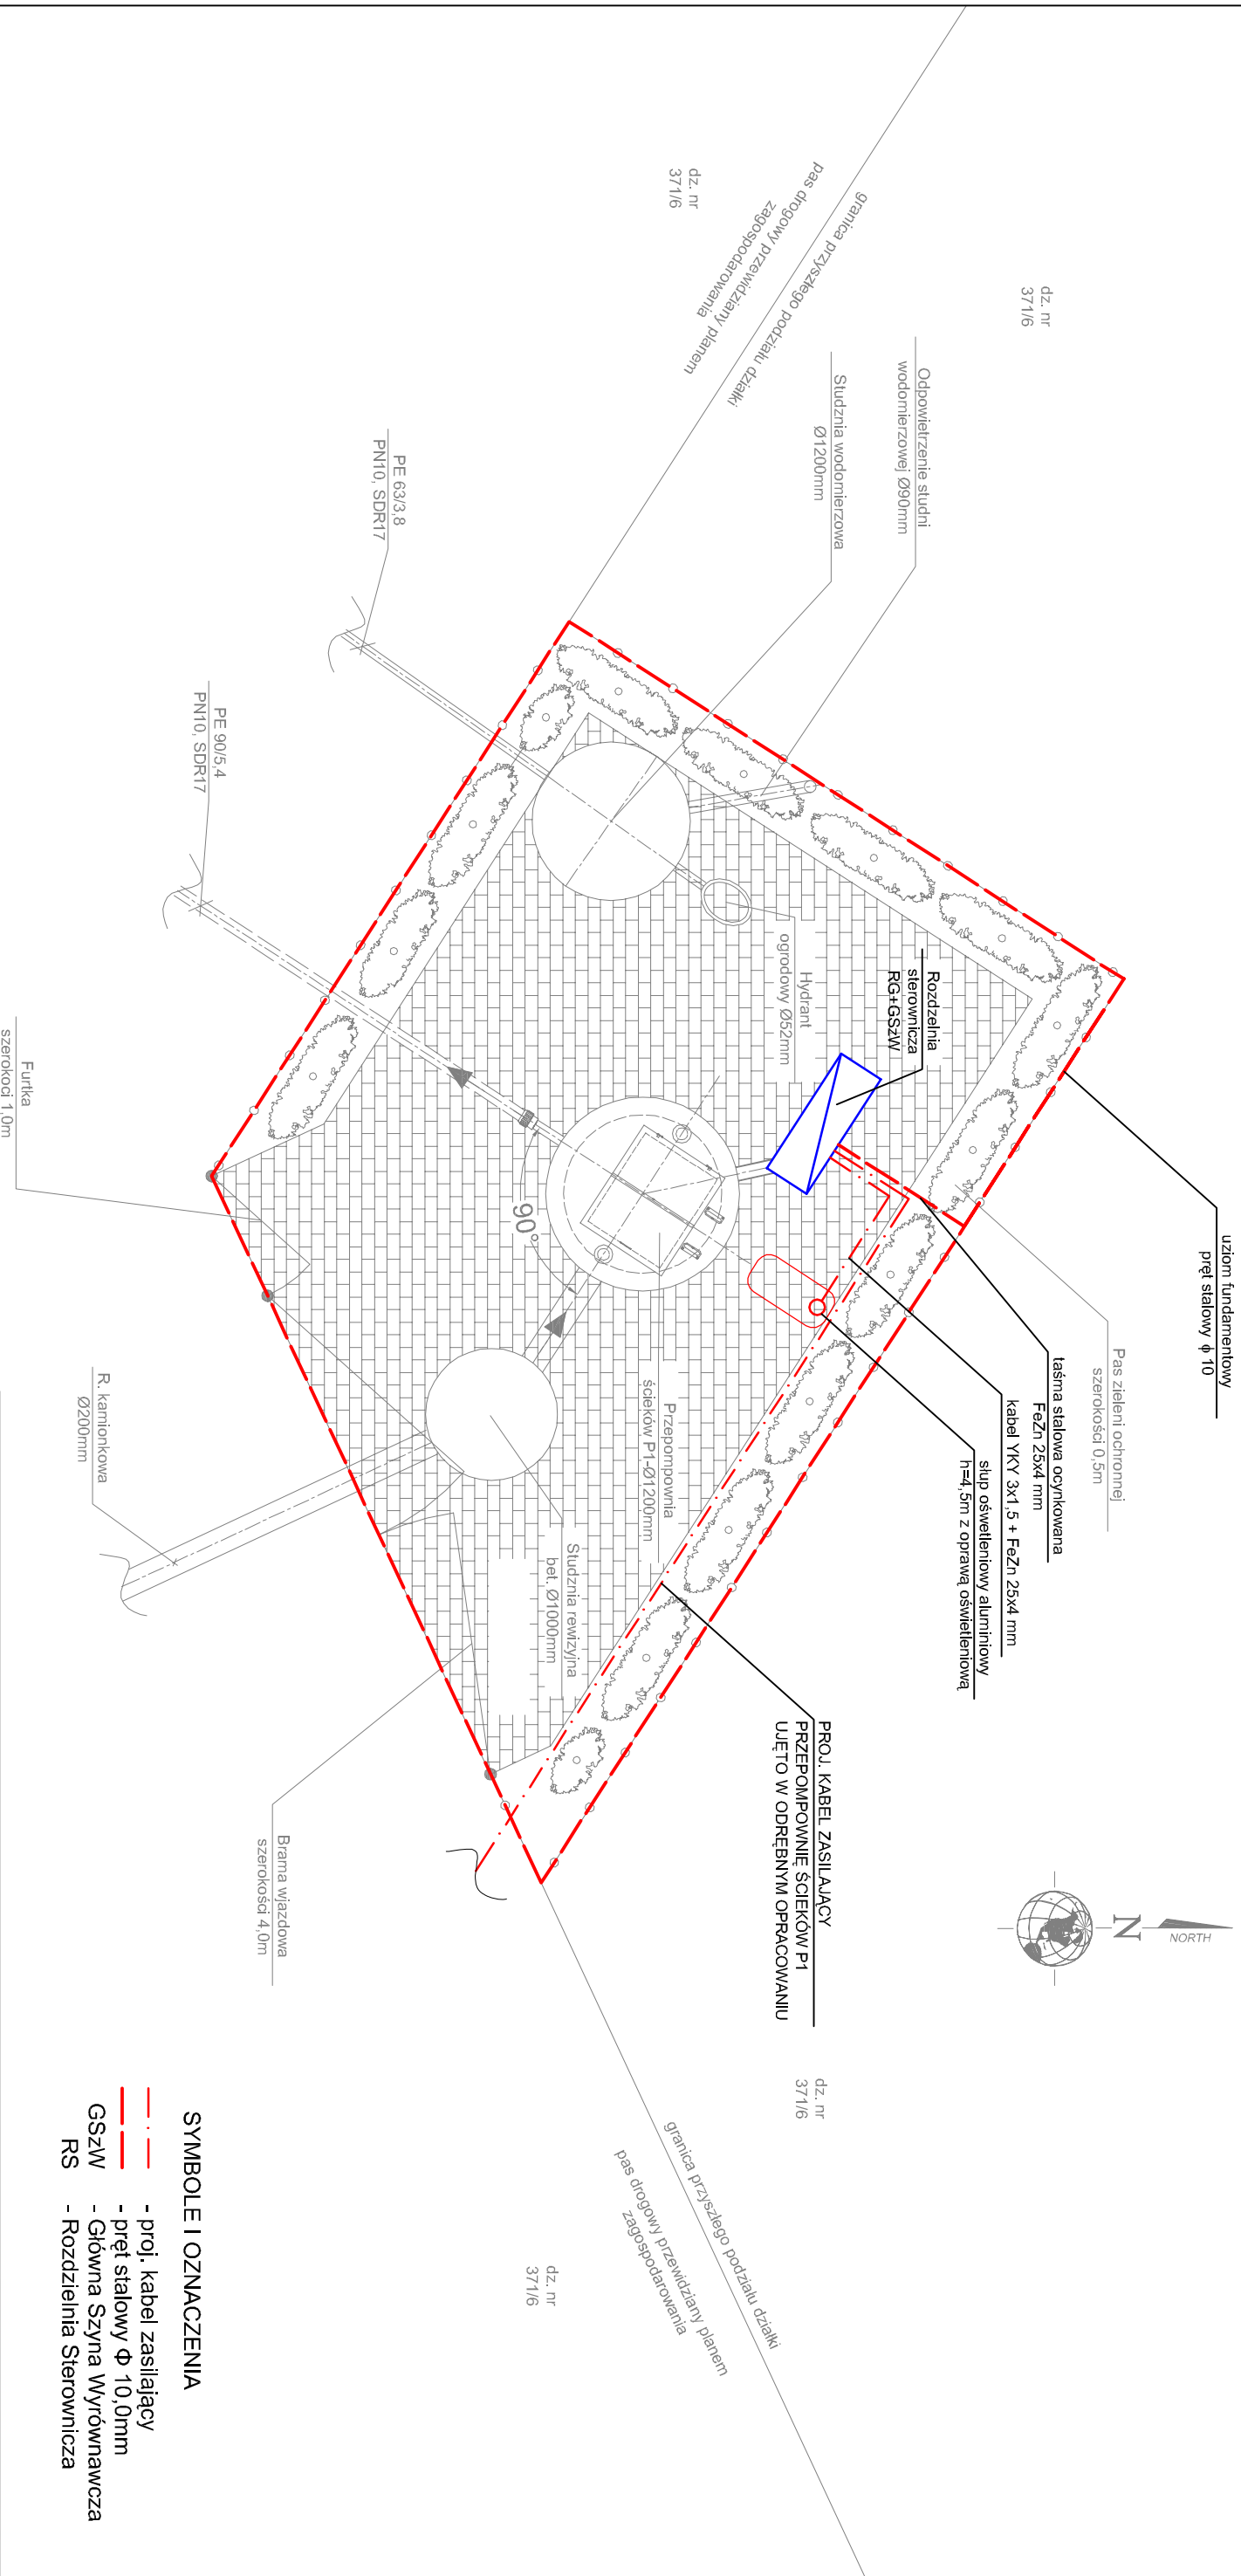 dz. nr
371/6
pas drogowy przewidziany planem
zagospodarowania
granica przyszłego podziału działki
dz. nr
371/6
Odpowietrzenie studni
wodomierzowej Ø90mm
Studznia wodomierzowa
Ø1200mm
PE 63/3,8
PN10, SDR17
PE 90/5,4
PN10, SDR17
Furtka
szerokoci 1,0m
R. kamionkowa
Ø200mm
Brama wjazdowa
szerokości 4,0m
Hydrant
ogrodowy Ø52mm
Rozdzelnia
sterownicza
RG+GSzW
90°
Przepompownia
ścieków P1-Ø1200mm
Studznia rewizyjna
bet. Ø1000mm
uziom fundamentowy
pręt stalowy ϕ 10
Pas zieleni ochronnej
szerokości 0,5m
taśma stalowa ocynkowana
FeZn 25x4 mm
kabel YKY 3x1,5 + FeZn 25x4 mm
słup ośwetleniowy aluminiowy
h=4,5m z oprawą oświetleniową
PROJ. KABEL ZASILAJĄCY
PRZEPOMPOWNIĘ ŚCIEKÓW P1
UJĘTO W ODRĘBNYM OPRACOWANIU
N
NORTH
dz. nr
371/6
granica przyszłego podziału działki
pas drogowy przewidziany planem
zagospodarowania
dz. nr
371/6
SYMBOLE I OZNACZENIA
- proj. kabel zasilający
- pręt stalowy Φ 10,0mm
GSzW - Główna Szyna Wyrównawcza
RS - Rozdzielnia Sterownicza